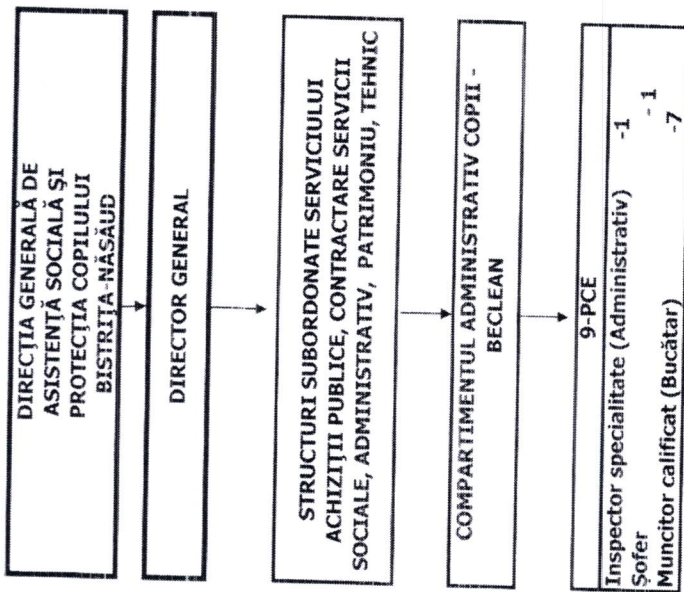 DIRECȚIA GENERALĂ DE
ASISTENȚĂ SOCIALĂ ȘI
PROTECȚIA COPILULUI
BISTRIȚA-NĂSĂUD
DIRECTOR GENERAL
STRUCTURI SUBORDONATE SERVICIULUI
ACHIZIȚII PUBLICE, CONTRACTARE SERVICII
SOCIALE, ADMINISTRATIV, PATRIMONIU, TEHNIC
COMPARTIMENTUL ADMINISTRATIV COPII -
BECLEAN
9-PCE
Inspector specialitate (Administrativ) -1
Șofer - 1
Muncitor calificat (Bucătar) -7